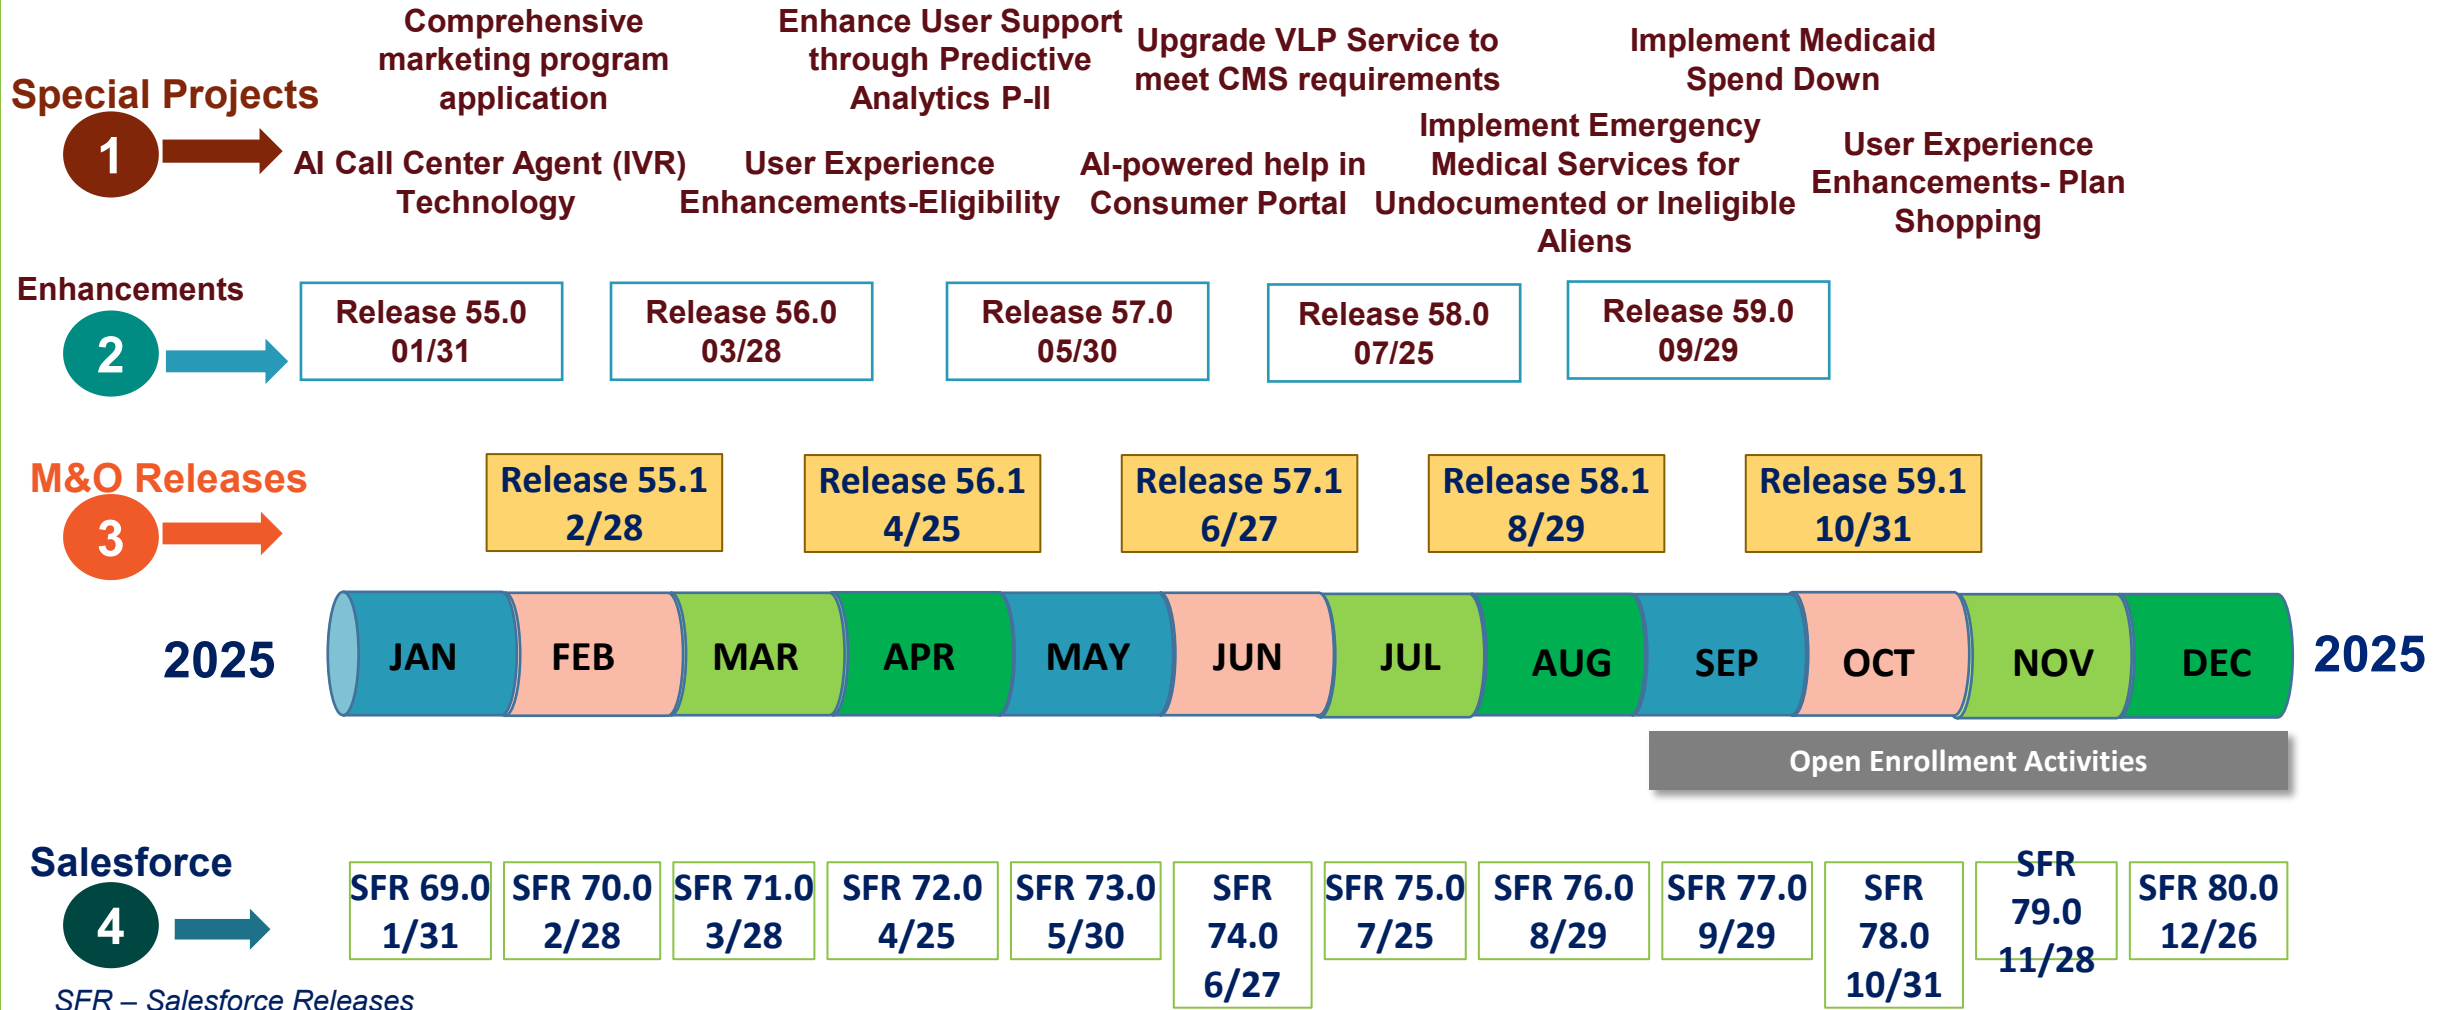 Special Projects
1
Comprehensive
marketing program
application
Enhance User Support
through Predictive
Analytics P-II
Upgrade VLP Service to
meet CMS requirements
Implement Medicaid
Spend Down
AI Call Center Agent (IVR)
Technology
User Experience
Enhancements-Eligibility
AI-powered help in
Consumer Portal
Implement Emergency
Medical Services for
Undocumented or Ineligible
Aliens
User Experience
Enhancements- Plan
Shopping
Enhancements
2
Release 55.0
01/31
Release 56.0
03/28
Release 57.0
05/30
Release 58.0
07/25
Release 59.0
09/29
M&O Releases
3
Release 55.1
2/28
Release 56.1
4/25
Release 57.1
6/27
Release 58.1
8/29
Release 59.1
10/31
2025
JAN
FEB
MAR
APR
MAY
JUN
JUL
AUG
SEP
OCT
NOV
DEC
2025
Open Enrollment Activities
Salesforce
4
SFR 69.0
1/31
SFR 70.0
2/28
SFR 71.0
3/28
SFR 72.0
4/25
SFR 73.0
5/30
SFR
74.0
6/27
SFR 75.0
7/25
SFR 76.0
8/29
SFR 77.0
9/29
SFR
78.0
10/31
SFR
79.0
11/28
SFR 80.0
12/26
SFR – Salesforce Releases